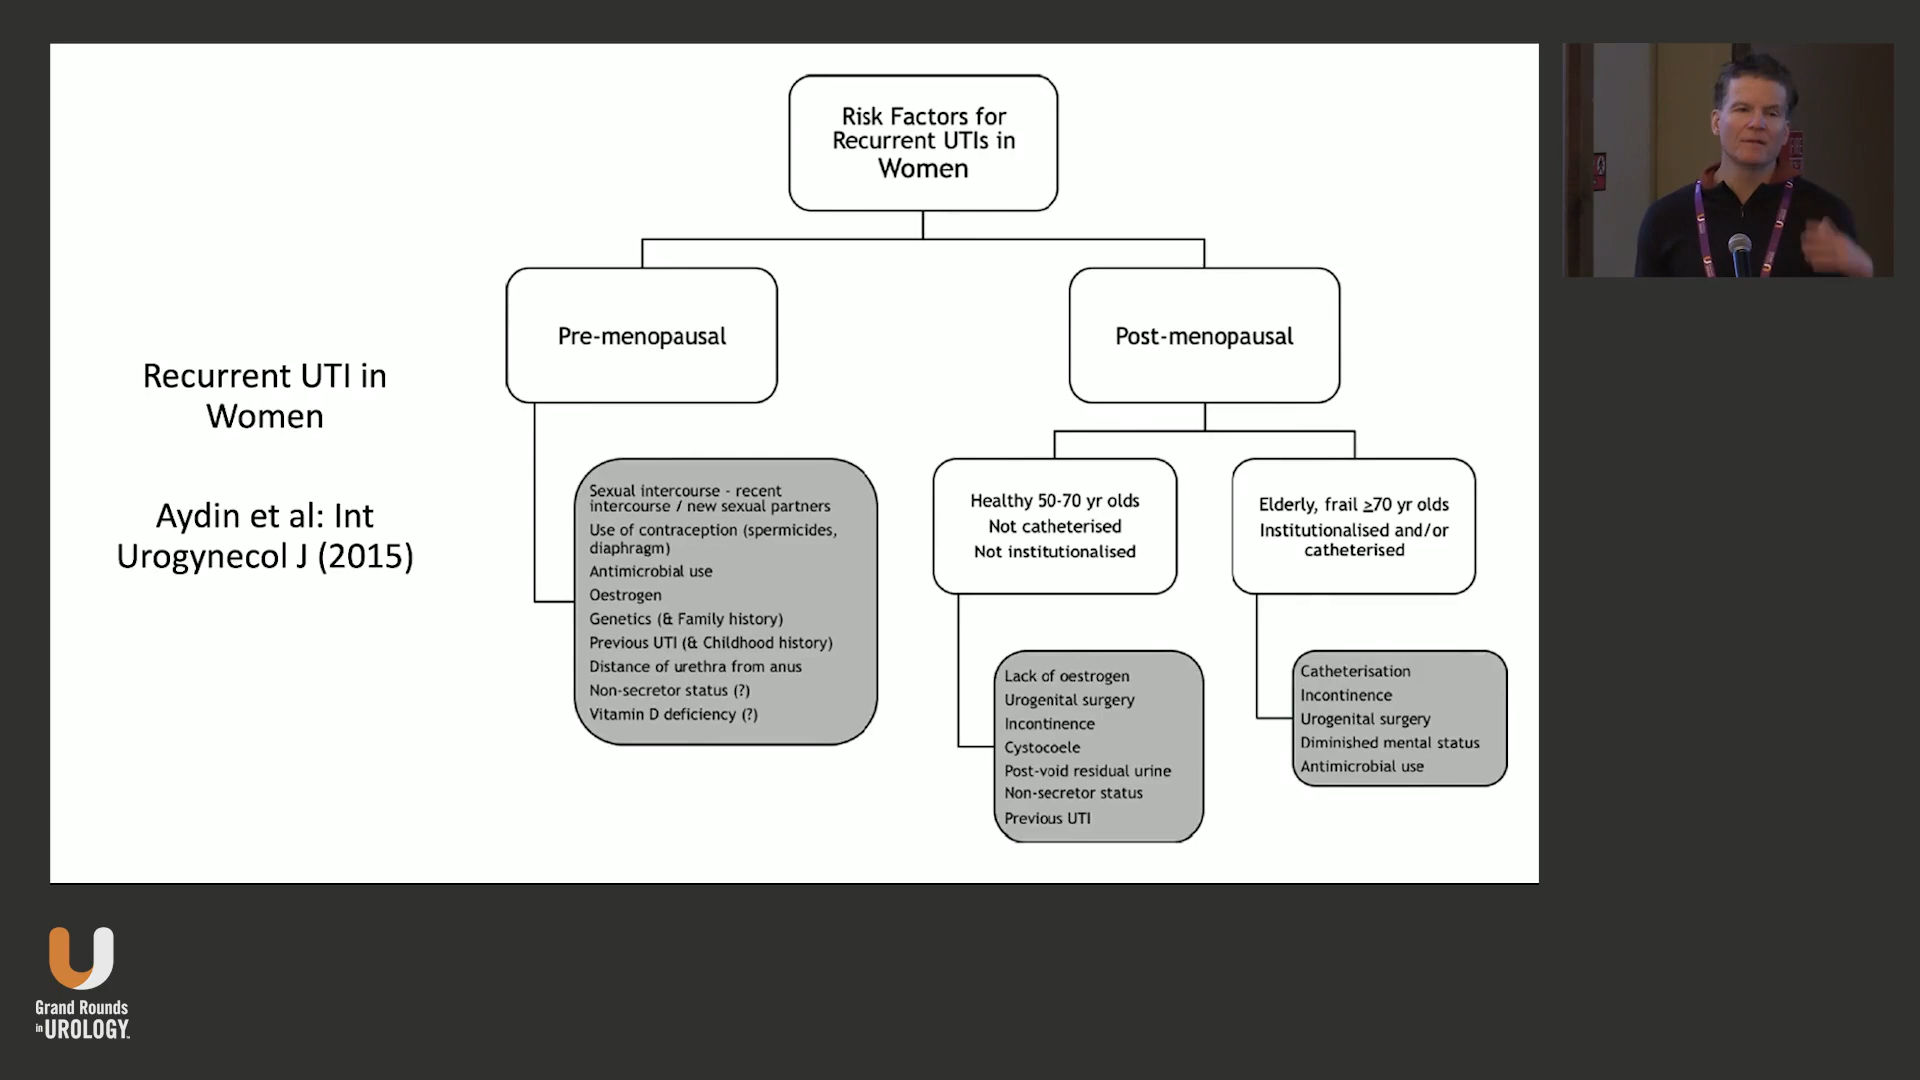 Risk Factors for
Recurrent UTIs in
Women
Pre-menopausal
Post-menopausal
Recurrent UTI in
Women
Aydin et al: Int
Urogynecol J (2015)
Sexual intercourse - recent
intercourse / new sexual partners
Use of contraception (spermicides,
diaphragm)
Antimicrobial use
Oestrogen
Genetics (& Family history)
Previous UTI (& Childhood history)
Distance of urethra from anus
Non-secretor status (?)
Vitamin D deficiency (?)
Healthy 50-70 yr olds
Not catheterised
Not institutionalised
Lack of oestrogen
Urogenital surgery
Incontinence
Cystocoele
Post-void residual urine
Non-secretor status
Previous UTI
Elderly, frail ≥70 yr olds
Institutionalised and/or
catheterised
Catheterisation
Incontinence
Urogenital surgery
Diminished mental status
Antimicrobial use
Grand Rounds
in UROLOGY